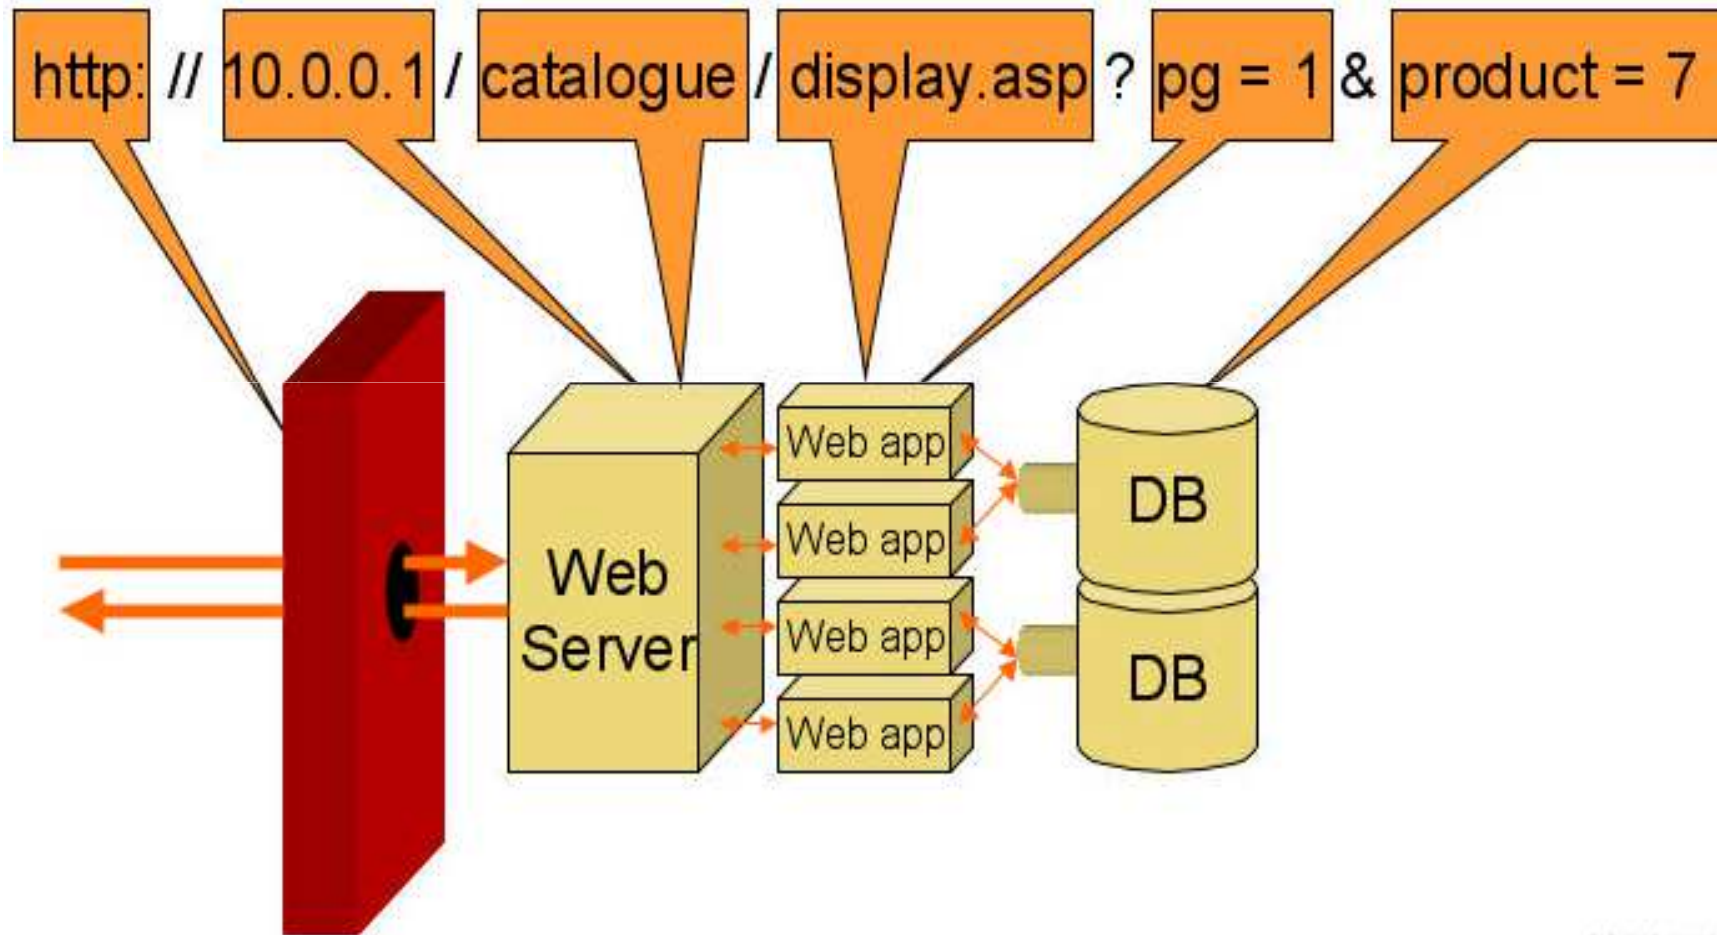 http: // 10.0.0.1 / catalogue / display.asp ? pg = 1 & product = 7
Web app
Web app
Web app
Web app
Web
Server
DB
DB